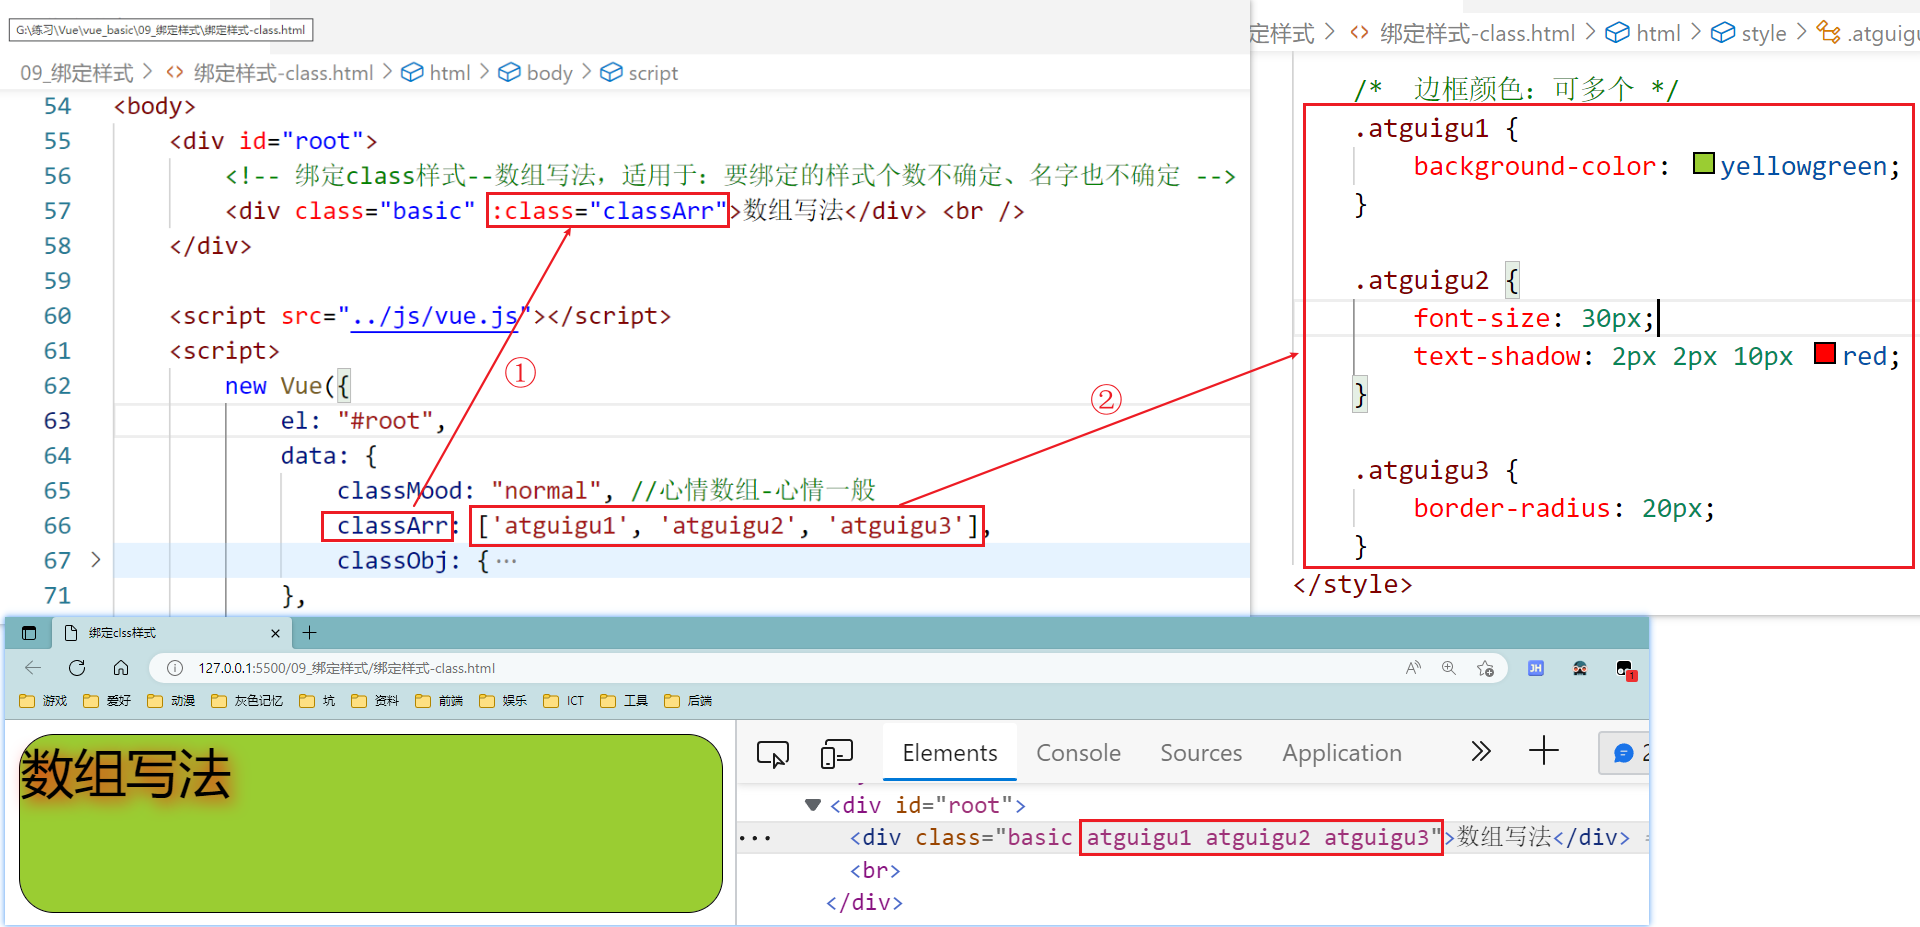 G:\练习\Vue\vue_basic\09_绑定样式\绑定样式-class.html
09_绑定样式 > <> 绑定样式-class.html > html > body > script
54 <body>
55 <div id="root">
56 <!-- 绑定class样式--数组写法，适用于：要绑定的样式个数不确定、名字也不确定 -->
57 <div class="basic" :class="classArr">数组写法</div> <br />
58 </div>
59
60 <script src="../js/vue.js"></script>
61 <script>
62 new Vue({
63 el: "#root",
64 data: {
65 classMood: "normal", //心情数组-心情一般
66 classArr: ['atguigu1', 'atguigu2', 'atguigu3'],
67 > classObj: {…
71 },
①
②
定样式 > <> 绑定样式-class.html > html > style > .atguigu
/* 边框颜色：可多个 */
.atguigu1 {
background-color: yellowgreen;
}
.atguigu2 {
font-size: 30px;
text-shadow: 2px 2px 10px red;
}
.atguigu3 {
border-radius: 20px;
}
</style>
绑定clss样式
127.0.0.1:5500/09_绑定样式/绑定样式-class.html
JH
1
游戏 爱好 动漫 灰色记忆 坑 资料 前端 娱乐 ICT 工具 后端
数组写法
Elements Console Sources Application 2
<div id="root">
<div class="basic atguigu1 atguigu2 atguigu3">数组写法</div>
<br>
</div>